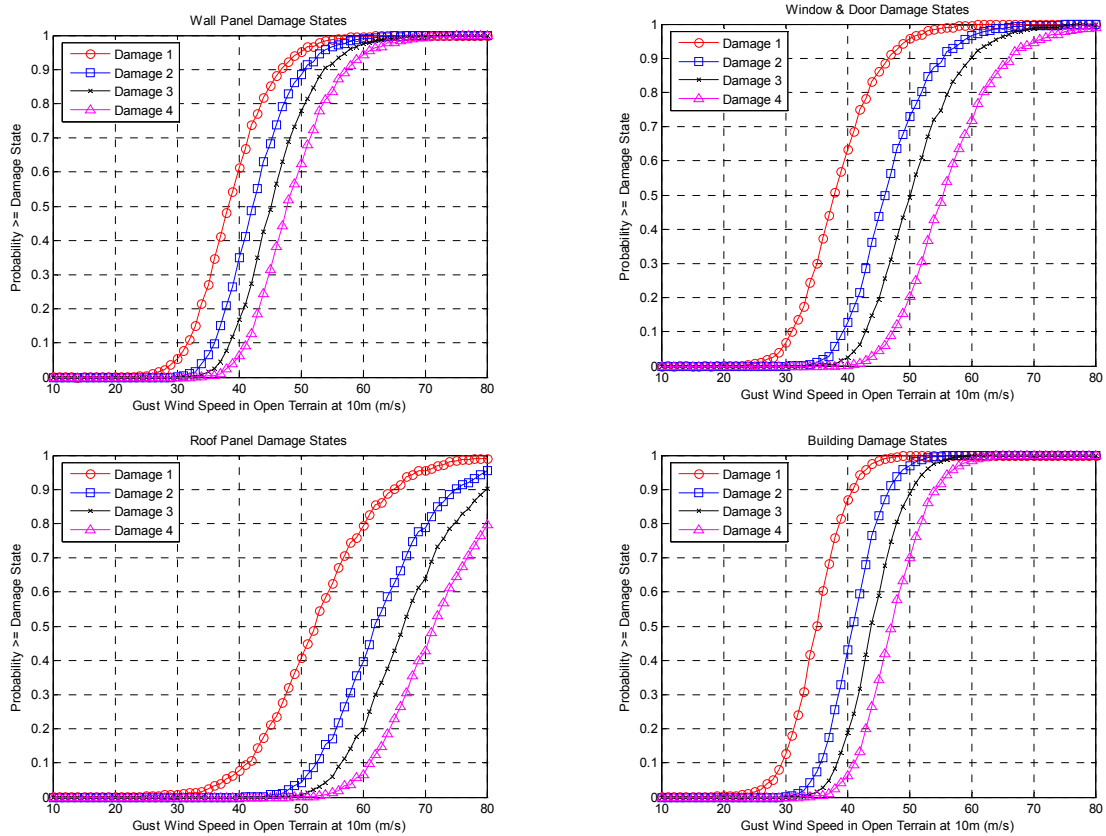 Wall Panel Damage States
Probability >= Damage State
1
0.9
0.8
0.7
0.6
0.5
0.4
0.3
0.2
0.1
0
Damage 1
Damage 2
Damage 3
Damage 4
10 20 30 40 50 60 70 80
Gust Wind Speed in Open Terrain at 10m (m/s)
Window & Door Damage States
Probability >= Damage State
1
0.9
0.8
0.7
0.6
0.5
0.4
0.3
0.2
0.1
0
Damage 1
Damage 2
Damage 3
Damage 4
10 20 30 40 50 60 70 80
Gust Wind Speed in Open Terrain at 10m (m/s)
Roof Panel Damage States
Probability >= Damage State
1
0.9
0.8
0.7
0.6
0.5
0.4
0.3
0.2
0.1
0
Damage 1
Damage 2
Damage 3
Damage 4
10 20 30 40 50 60 70 80
Gust Wind Speed in Open Terrain at 10m (m/s)
Building Damage States
Probability >= Damage State
1
0.9
0.8
0.7
0.6
0.5
0.4
0.3
0.2
0.1
0
Damage 1
Damage 2
Damage 3
Damage 4
10 20 30 40 50 60 70 80
Gust Wind Speed in Open Terrain at 10m (m/s)